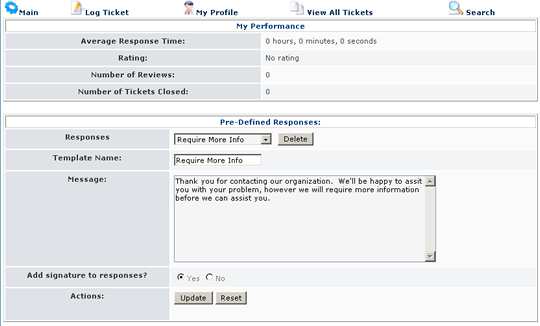 Main Log Ticket My Profile View All Tickets Search
My Performance
Average Response Time: 0 hours, 0 minutes, 0 seconds
Rating: No rating
Number of Reviews: 0
Number of Tickets Closed: 0
Pre-Defined Responses:
Responses Require More Info Delete
Template Name: Require More Info
Message: Thank you for contacting our organization. We'll be happy to assit
you with your problem, however we will require more information
before we can assist you.
Add signature to responses? Yes No
Actions: Update Reset